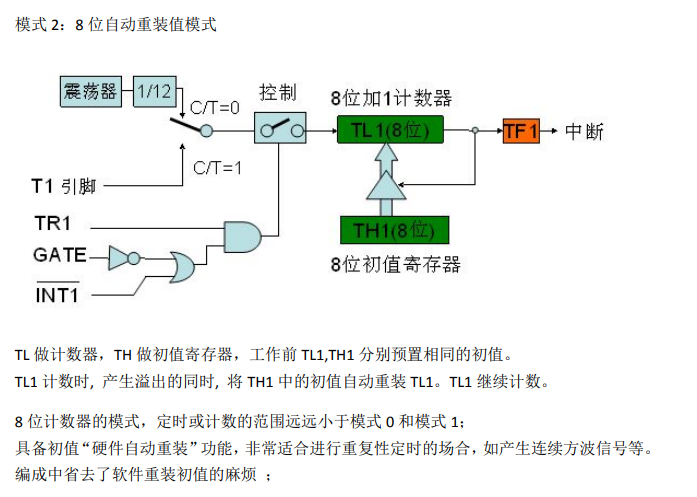 模式 2：8 位自动重装值模式
震荡器
1/12
C/T=0
控制
8位加1计数器
TL1(8位)
TF1
中断
C/T=1
T1 引脚
TR1
GATE
INT1
TH1(8位)
8位初值寄存器
TL 做计数器，TH 做初值寄存器，工作前 TL1,TH1 分别预置相同的初值。
TL1 计数时, 产生溢出的同时, 将 TH1 中的初值自动重装 TL1。TL1 继续计数。
8 位计数器的模式，定时或计数的范围远远小于模式 0 和模式 1；
具备初值“硬件自动重装”功能，非常适合进行重复性定时的场合，如产生连续方波信号等。
编成中省去了软件重装初值的麻烦 ；